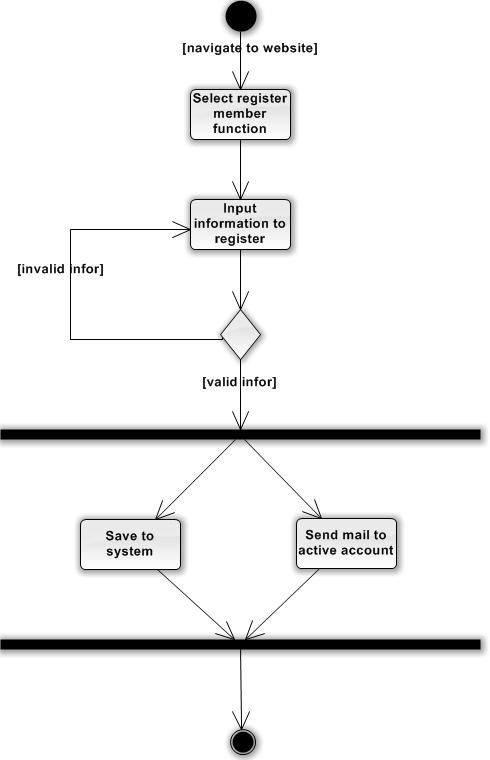 [navigate to website]
Select register
member
function
Input
information to
register
[invalid infor]
[valid infor]
Save to
system
Send mail to
active account